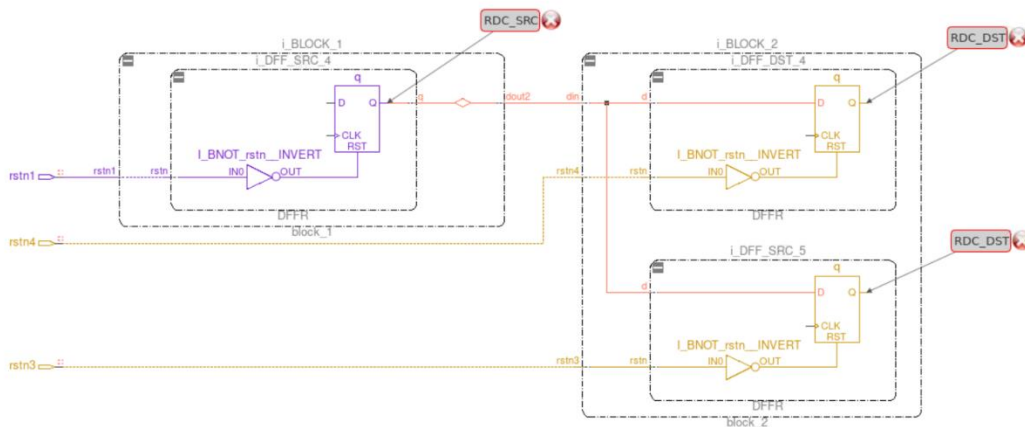 RDC_SRC
RDC_DST
i_BLOCK_1
i_BLOCK_2
i_DFF_SRC_4
i_DFF_DST_4
q
q
D Q
q
dout2
din
d
D Q
CLK
CLK
RST
RST
I_BNOT_rstn__INVERT
I_BNOT_rstn__INVERT
rstn1
rstn1
rstn
IN0 OUT
rstn4
rstn
IN0 OUT
DFFR
DFFR
block_1
rstn4
RDC_DST
i_DFF_SRC_5
q
d
D Q
CLK
RST
I_BNOT_rstn__INVERT
rstn3
rstn3
rstn
IN0 OUT
DFFR
block_2